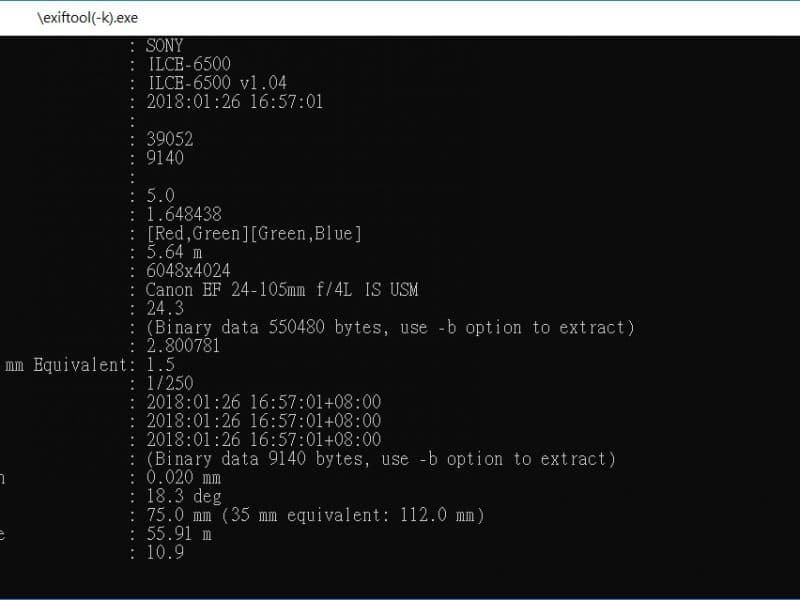 \exiftool(-k).exe
: SONY
: ILCE-6500
: ILCE-6500 v1.04
: 2018:01:26 16:57:01
:
: 39052
: 9140
:
: 5.0
: 1.648438
: [Red,Green][Green,Blue]
: 5.64 m
: 6048x4024
: Canon EF 24-105mm f/4L IS USM
: 24.3
: (Binary data 550480 bytes, use -b option to extract)
: 2.800781
mm Equivalent: 1.5
: 1/250
: 2018:01:26 16:57:01+08:00
: 2018:01:26 16:57:01+08:00
: 2018:01:26 16:57:01+08:00
: (Binary data 9140 bytes, use -b option to extract)
n : 0.020 mm
: 18.3 deg
: 75.0 mm (35 mm equivalent: 112.0 mm)
e : 55.91 m
: 10.9